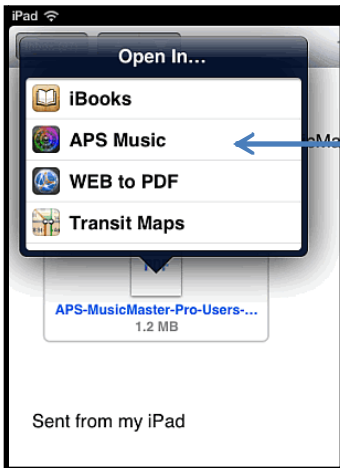 iPad
Open In...
iBooks
APS Music
WEB to PDF
Transit Maps
APS-MusicMaster-Pro-Users-...
1.2 MB
Sent from my iPad